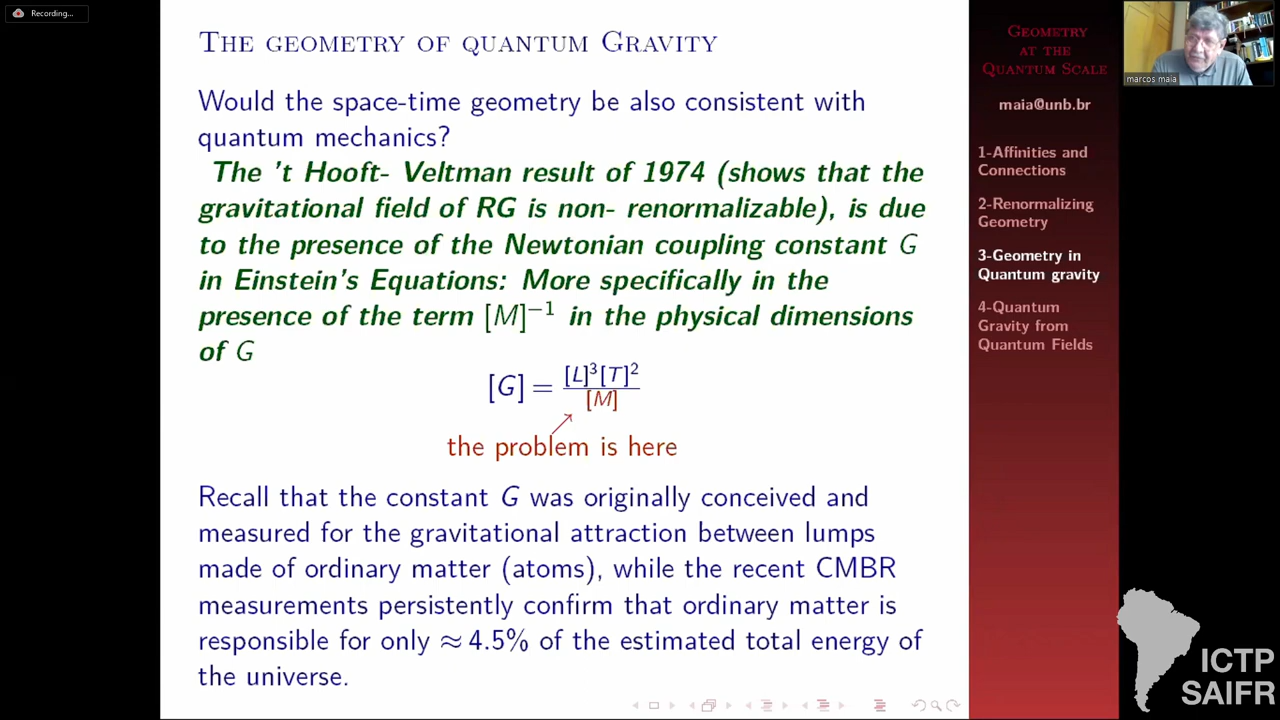 Recording...
THE GEOMETRY OF QUANTUM GRAVITY
Would the space-time geometry be also consistent with
quantum mechanics?
The 't Hooft- Veltman result of 1974 (shows that the
gravitational field of RG is non- renormalizable), is due
to the presence of the Newtonian coupling constant G
in Einstein's Equations: More specifically in the
presence of the term [M]⁻¹ in the physical dimensions
of G
[G] = [L]³[T]² / [M]
the problem is here
Recall that the constant G was originally conceived and
measured for the gravitational attraction between lumps
made of ordinary matter (atoms), while the recent CMBR
measurements persistently confirm that ordinary matter is
responsible for only ≈ 4.5% of the estimated total energy of
the universe.
GEOMETRY
AT THE
QUANTUM SCALE
maia@unb.br
1-Affinities and
Connections
2-Renormalizing
Geometry
3-Geometry in
Quantum gravity
4-Quantum
Gravity from
Quantum Fields
marcos maia
ICTP
SAIFR